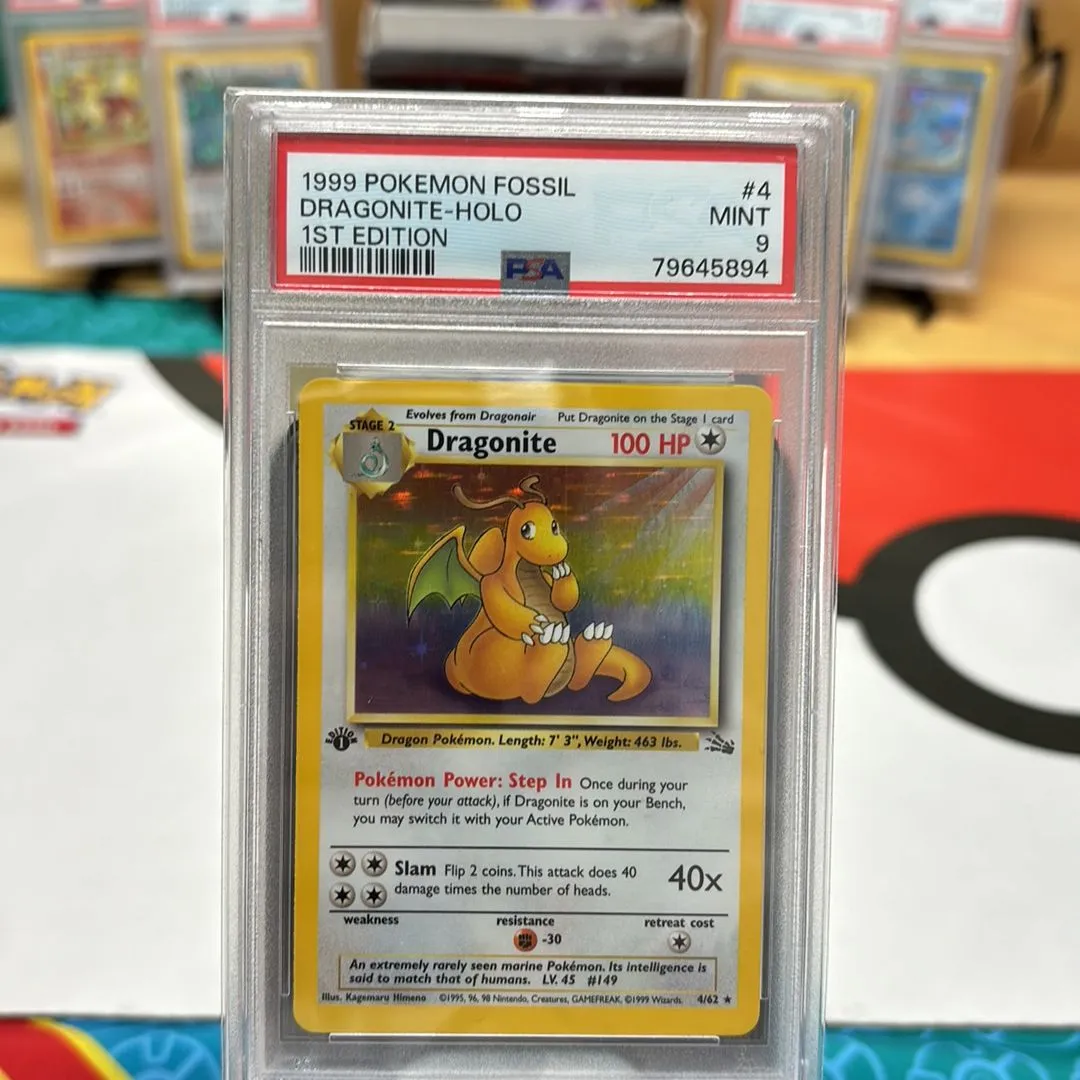 1999 POKEMON FOSSIL #4
DRAGONITE-HOLO MINT
1ST EDITION 9
PSA 79645894
Evolves from Dragonair Put Dragonite on the Stage 1 card
STAGE 2
Dragonite 100 HP
EDITION
1
Dragon Pokémon. Length: 7' 3", Weight: 463 lbs.
Pokémon Power: Step In Once during your
turn (before your attack), if Dragonite is on your Bench,
you may switch it with your Active Pokémon.
Slam Flip 2 coins. This attack does 40
damage times the number of heads.
40x
weakness resistance retreat cost
-30
An extremely rarely seen marine Pokémon. Its intelligence is
said to match that of humans. LV. 45 #149
Illus. Kagemaru Himeno ©1995, 96, 98 Nintendo, Creatures, GAMEFREAK, ©1999 Wizards. 4/62 ★